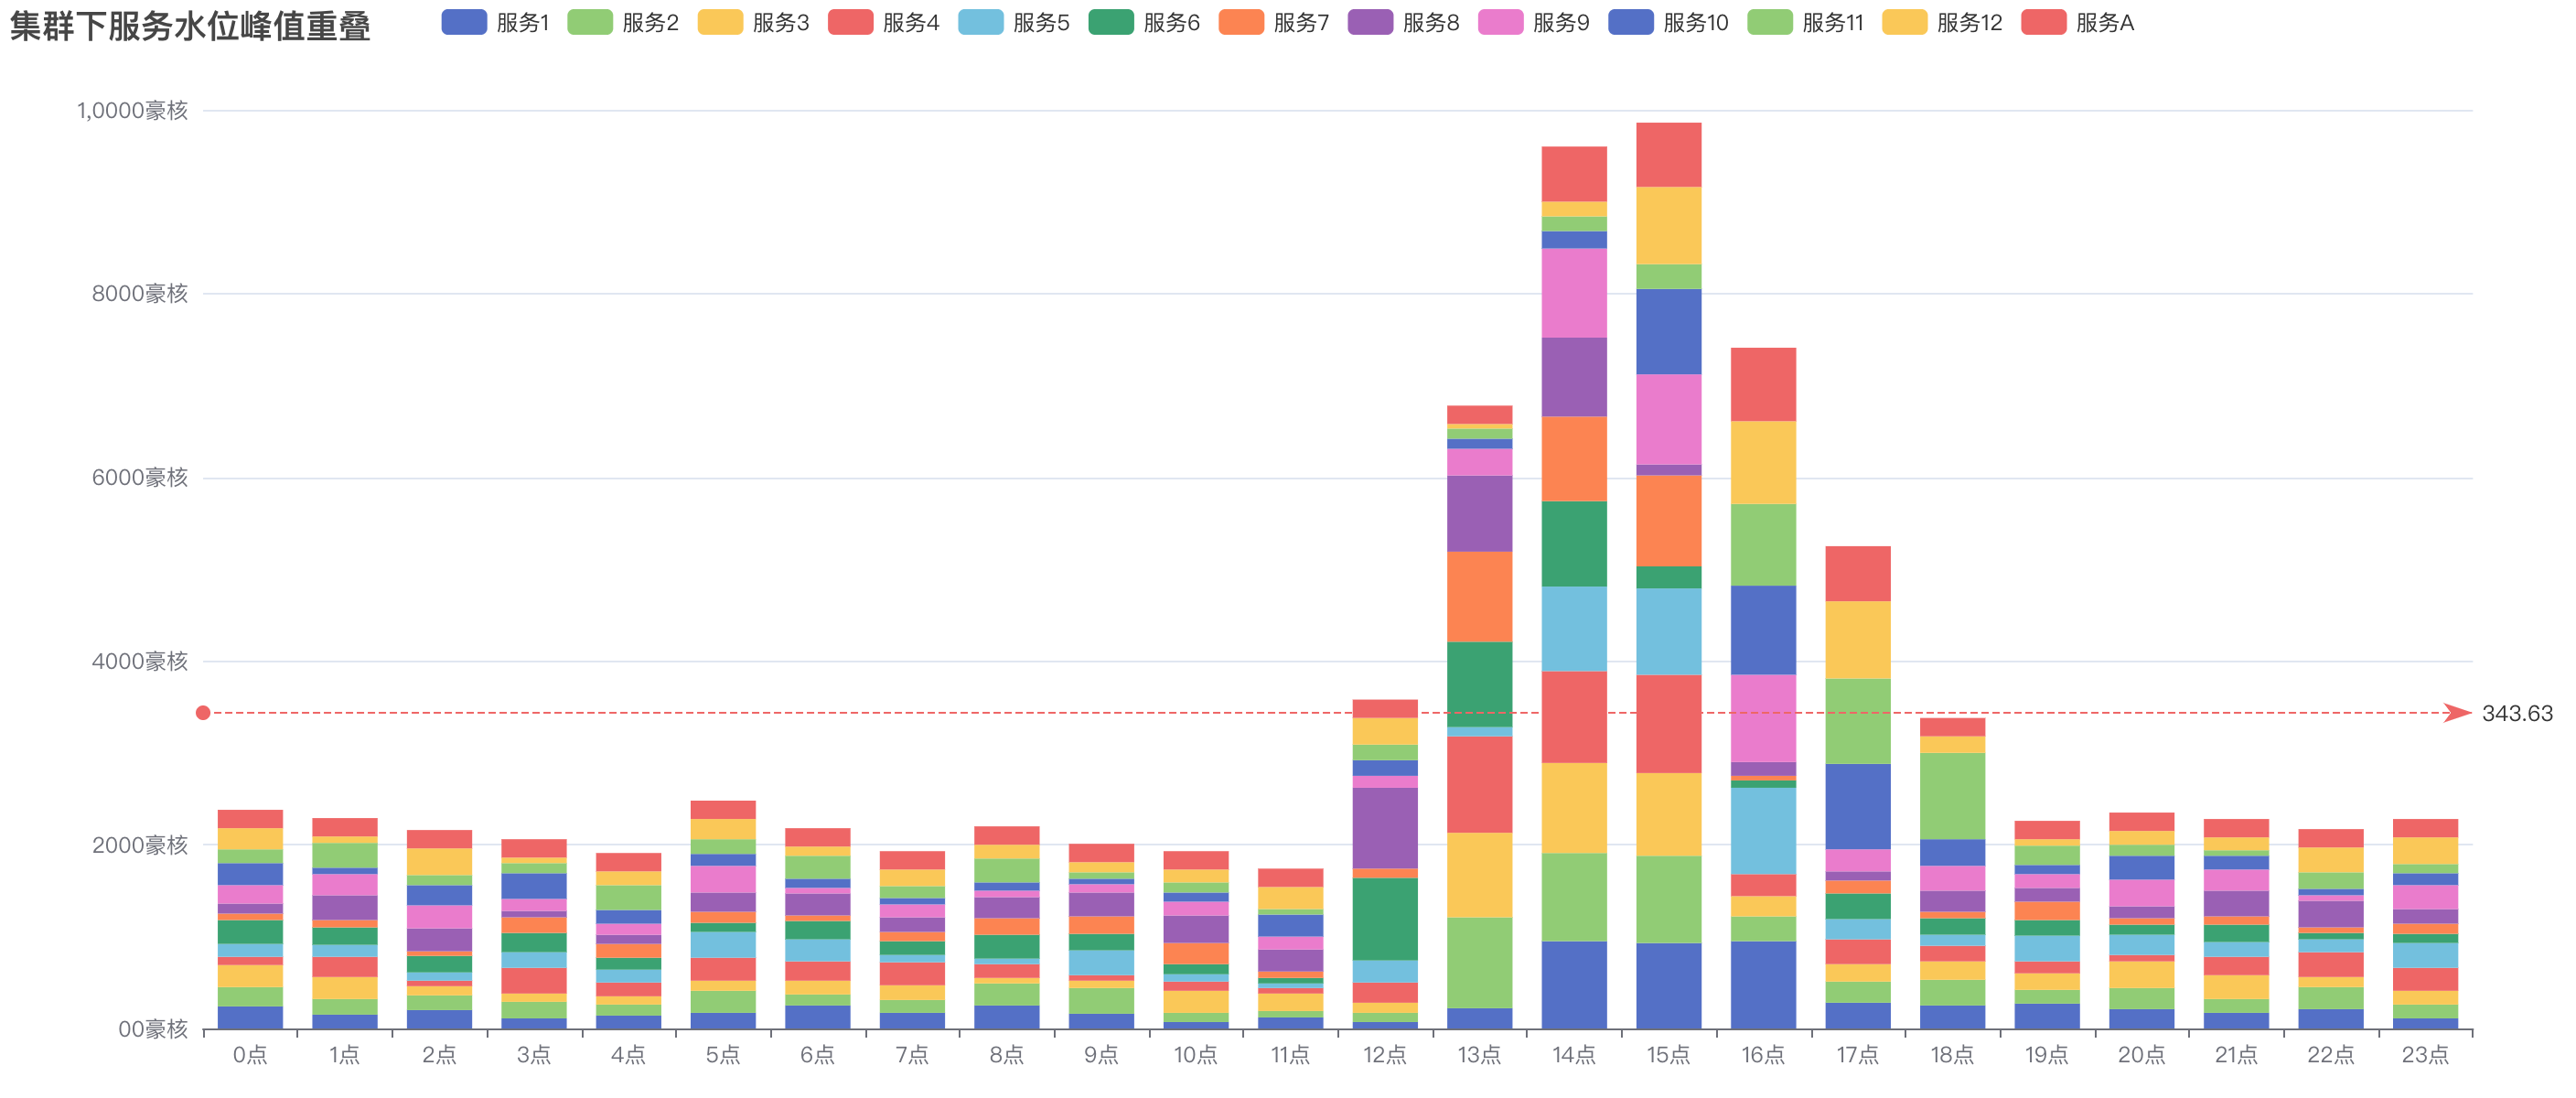 集群下服务水位峰值重叠
服务1 服务2 服务3 服务4 服务5 服务6 服务7 服务8 服务9 服务10 服务11 服务12 服务A
1,0000豪核
8000豪核
6000豪核
4000豪核
343.63
2000豪核
00豪核
0点 1点 2点 3点 4点 5点 6点 7点 8点 9点 10点 11点 12点 13点 14点 15点 16点 17点 18点 19点 20点 21点 22点 23点